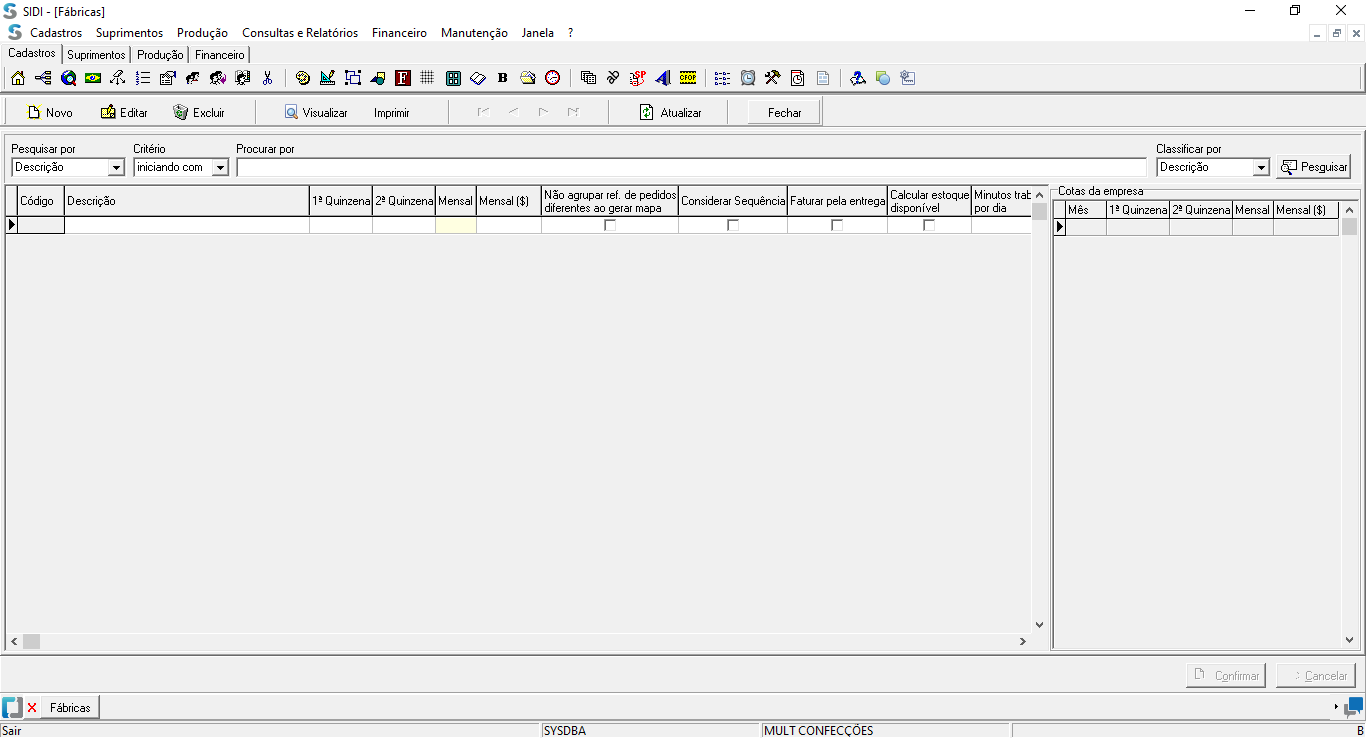 SIDI - [Fábricas]
Cadastros Suprimentos Produção Consultas e Relatórios Financeiro Manutenção Janela ?
Cadastros Suprimentos Produção Financeiro
F B SP CFOP
Novo Editar Excluir Visualizar Imprimir Atualizar Fechar
Pesquisar por Critério Procurar por Classificar por
Descrição iniciando com Descrição Pesquisar
Cotas da empresa
Código Descrição 1ª Quinzena 2ª Quinzena Mensal Mensal ($) Não agrupar ref. de pedidos diferentes ao gerar mapa Considerar Sequência Faturar pela entrega Calcular estoque disponível Minutos trab por dia
Mês 1ª Quinzena 2ª Quinzena Mensal Mensal ($)
Confirmar Cancelar
Fábricas
Sair SYSDBA MULT CONFECÇÕES B